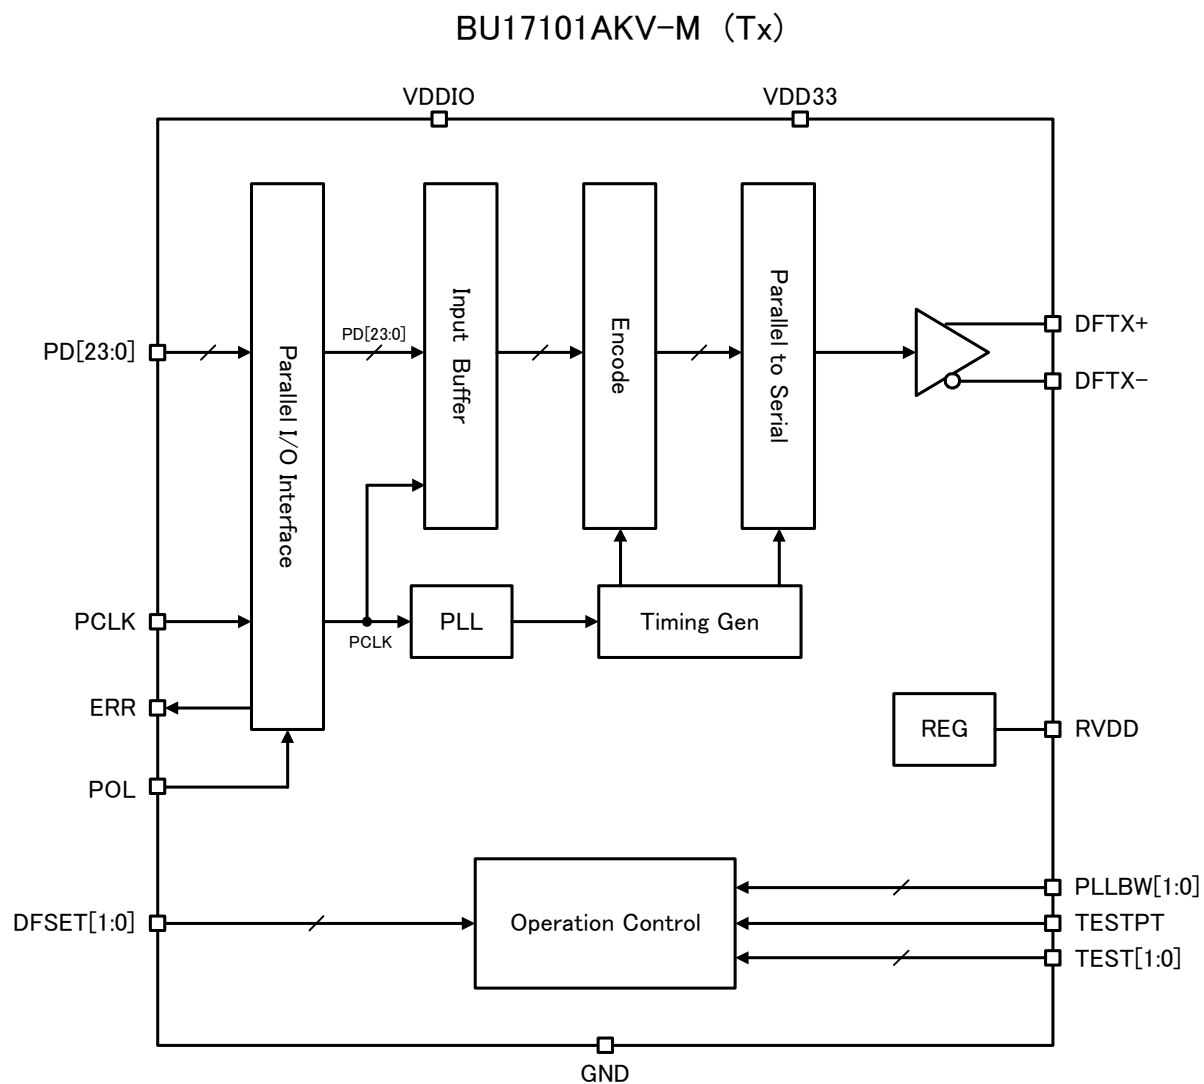 BU17101AKV-M (Tx)
VDDIO
VDD33
Parallel I/O Interface
Input
Buffer
Encode
Parallel to Serial
PD[23:0]
PD[23:0]
DFTX+
DFTX-
PCLK
PCLK
PLL
Timing Gen
ERR
POL
REG
RVDD
DFSET[1:0]
Operation Control
PLLBW[1:0]
TESTPT
TEST[1:0]
GND